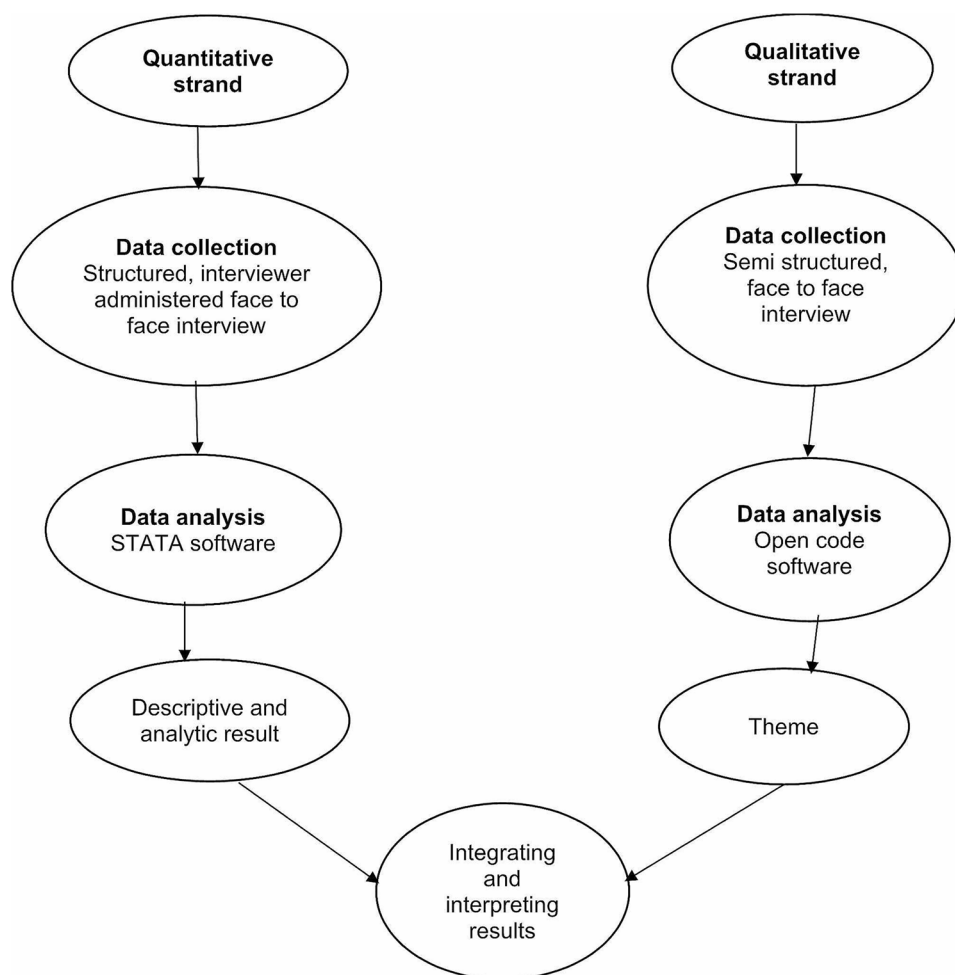 Quantitative
strand
Data collection
Structured, interviewer
administered face to
face interview
Data analysis
STATA software
Descriptive and
analytic result
Qualitative
strand
Data collection
Semi structured,
face to face
interview
Data analysis
Open code
software
Theme
Integrating
and
interpreting
results